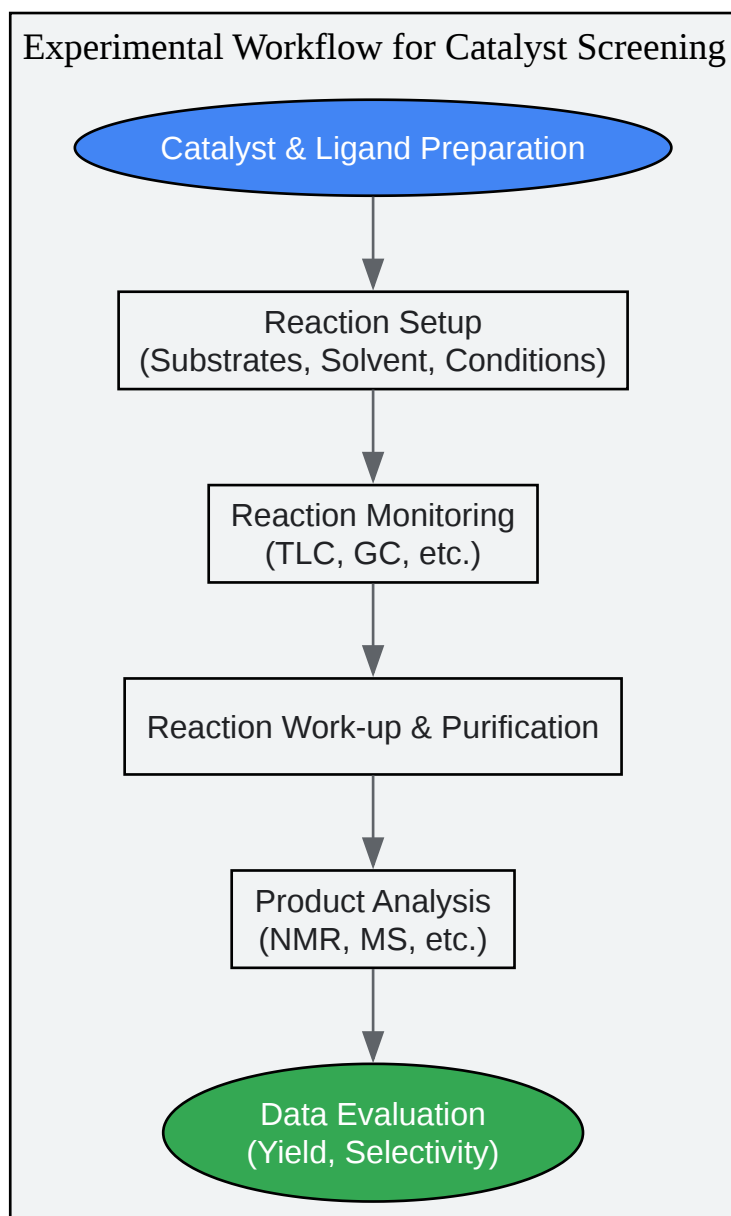 Experimental Workflow for Catalyst Screening
Catalyst & Ligand Preparation
Reaction Setup
(Substrates, Solvent, Conditions)
Reaction Monitoring
(TLC, GC, etc.)
Reaction Work-up & Purification
Product Analysis
(NMR, MS, etc.)
Data Evaluation
(Yield, Selectivity)